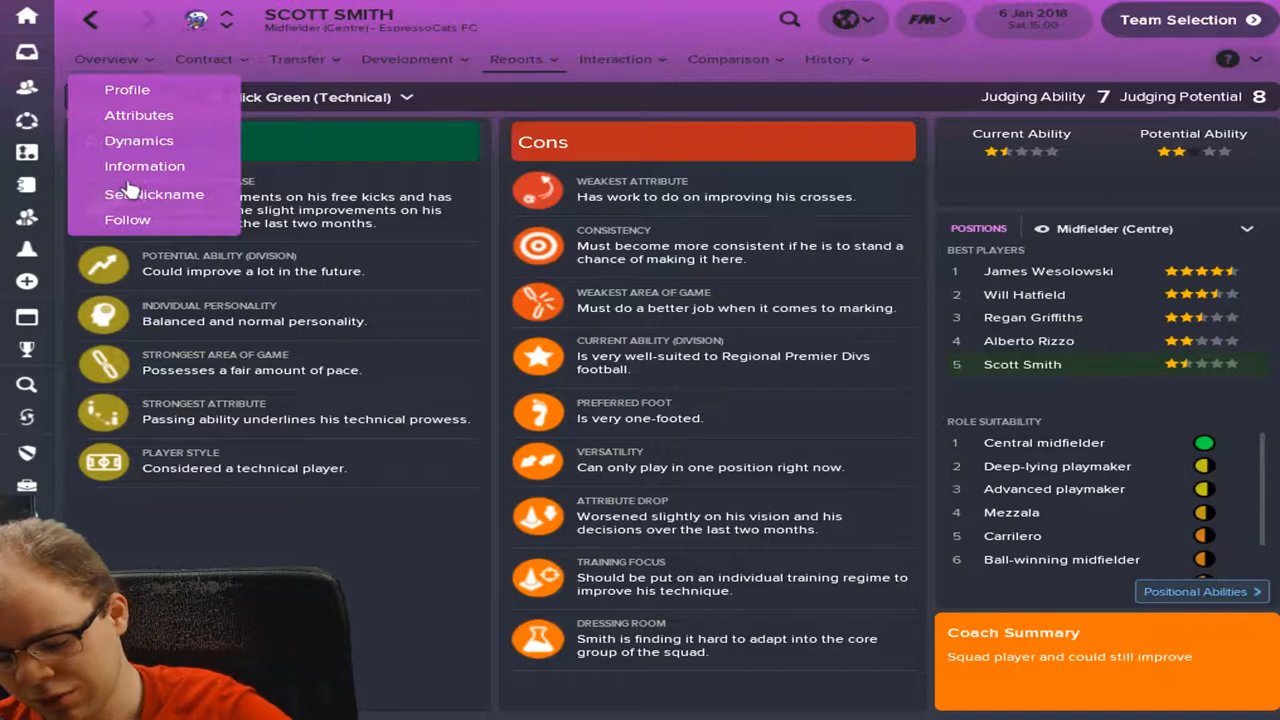 SCOTT SMITH
Midfielder (Centre) - EspressoCats FC
FM
6 Jan 2018
Sat 15:00
Team Selection
Overview
Contract
Transfer
Development
Reports
Interaction
Comparison
History
?
Profile
Attributes
Dynamics
Information
Set Nickname
Follow
ick Green (Technical)
Judging Ability 7 Judging Potential 8
ments on his free kicks and has
e slight improvements on his
the last two months.
POTENTIAL ABILITY (DIVISION)
Could improve a lot in the future.
INDIVIDUAL PERSONALITY
Balanced and normal personality.
STRONGEST AREA OF GAME
Possesses a fair amount of pace.
STRONGEST ATTRIBUTE
Passing ability underlines his technical prowess.
PLAYER STYLE
Considered a technical player.
Cons
WEAKEST ATTRIBUTE
Has work to do on improving his crosses.
CONSISTENCY
Must become more consistent if he is to stand a
chance of making it here.
WEAKEST AREA OF GAME
Must do a better job when it comes to marking.
CURRENT ABILITY (DIVISION)
Is very well-suited to Regional Premier Divs
football.
PREFERRED FOOT
Is very one-footed.
VERSATILITY
Can only play in one position right now.
ATTRIBUTE DROP
Worsened slightly on his vision and his
decisions over the last two months.
TRAINING FOCUS
Should be put on an individual training regime to
improve his technique.
DRESSING ROOM
Smith is finding it hard to adapt into the core
group of the squad.
Current Ability
Potential Ability
POSITIONS
Midfielder (Centre)
BEST PLAYERS
1 James Wesolowski
2 Will Hatfield
3 Regan Griffiths
4 Alberto Rizzo
5 Scott Smith
ROLE SUITABILITY
1 Central midfielder
2 Deep-lying playmaker
3 Advanced playmaker
4 Mezzala
5 Carrilero
6 Ball-winning midfielder
Positional Abilities
Coach Summary
Squad player and could still improve